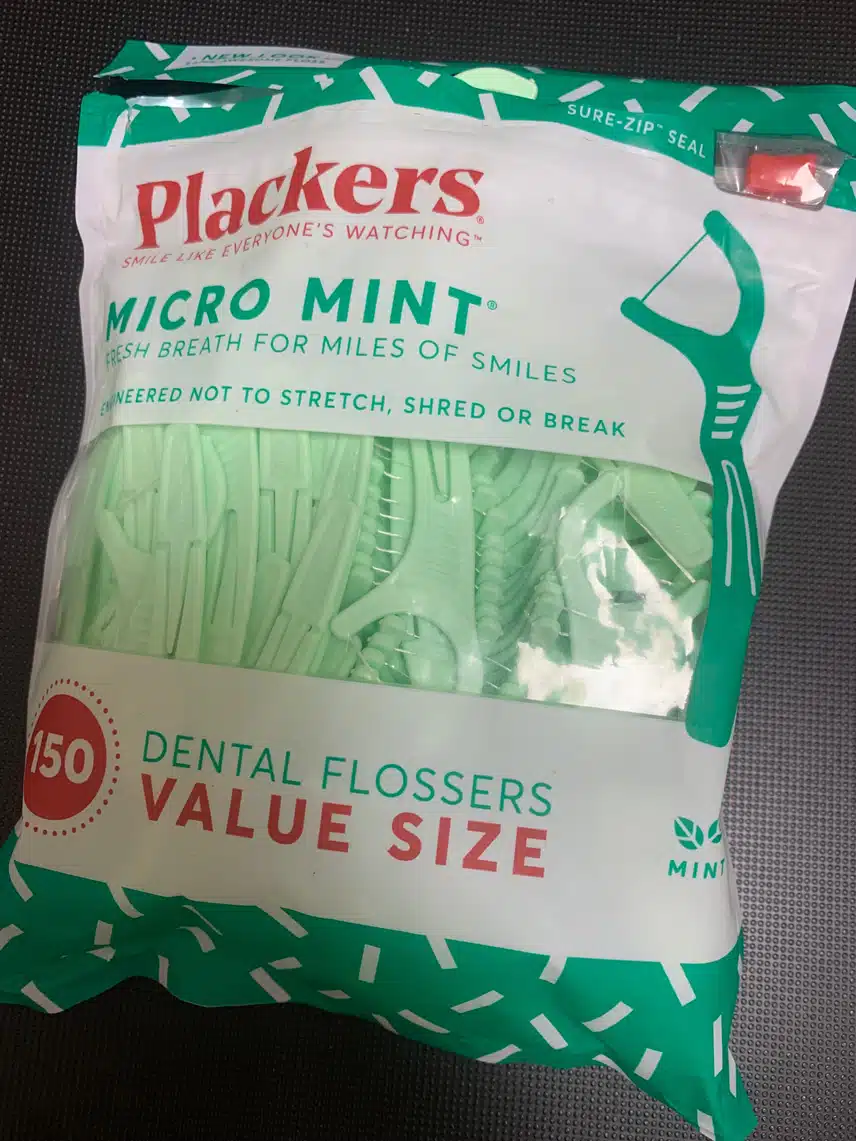 NEW LOOK
SURE-ZIP™ SEAL
Plackers®
SMILE LIKE EVERYONE'S WATCHING™
MICRO MINT®
FRESH BREATH FOR MILES OF SMILES
ENGINEERED NOT TO STRETCH, SHRED OR BREAK
150
DENTAL FLOSSERS
VALUE SIZE
MINT